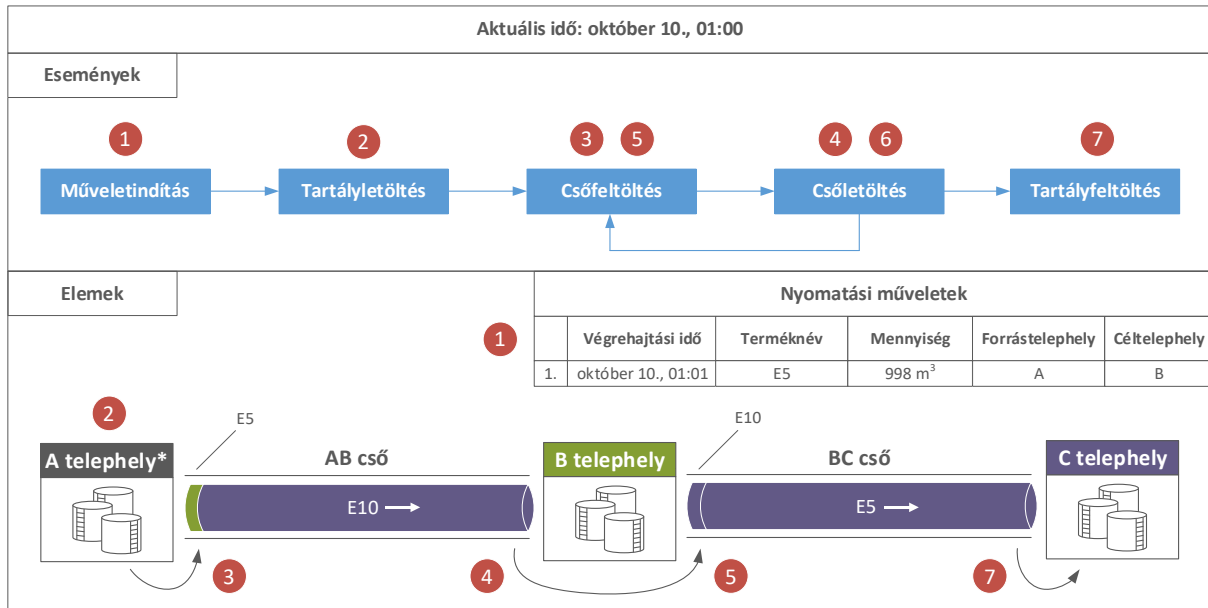 Aktuális idő: október 10., 01:00
Események
1
2
3 5
4 6
7
Műveletindítás
Tartályletöltés
Csőfeltöltés
Csőletöltés
Tartályfeltöltés
Elemek
Nyomatási műveletek
1
Végrehajtási idő Terméknév Mennyiség Forrástelephely Céltelephely
1. október 10., 01:01 E5 998 m³ A B
2
E5
E10
A telephely*
AB cső
B telephely
BC cső
C telephely
E10
E5
3
4
5
7